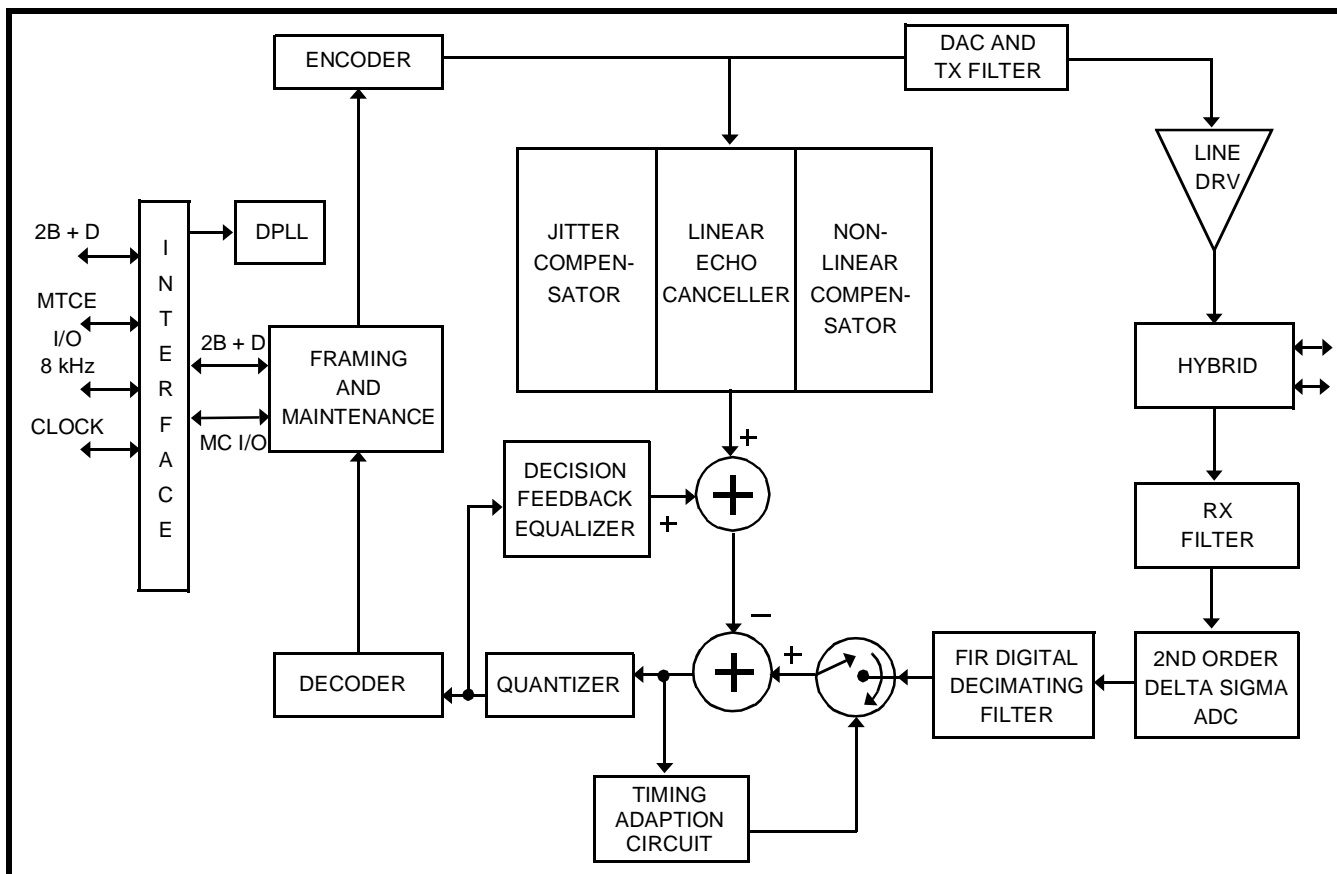 ENCODER
DAC AND
TX FILTER
LINE
DRV
JITTER
COMPEN-
SATOR
LINEAR
ECHO
CANCELLER
NON-
LINEAR
COMPEN-
SATOR
2B + D
MTCE
I/O
8 kHz
CLOCK
I
N
T
E
R
F
A
C
E
DPLL
2B + D
MC I/O
FRAMING
AND
MAINTENANCE
HYBRID
+
DECISION
FEEDBACK
EQUALIZER
+
+
RX
FILTER
−
DECODER
QUANTIZER
+
+
FIR DIGITAL
DECIMATING
FILTER
2ND ORDER
DELTA SIGMA
ADC
TIMING
ADAPTION
CIRCUIT